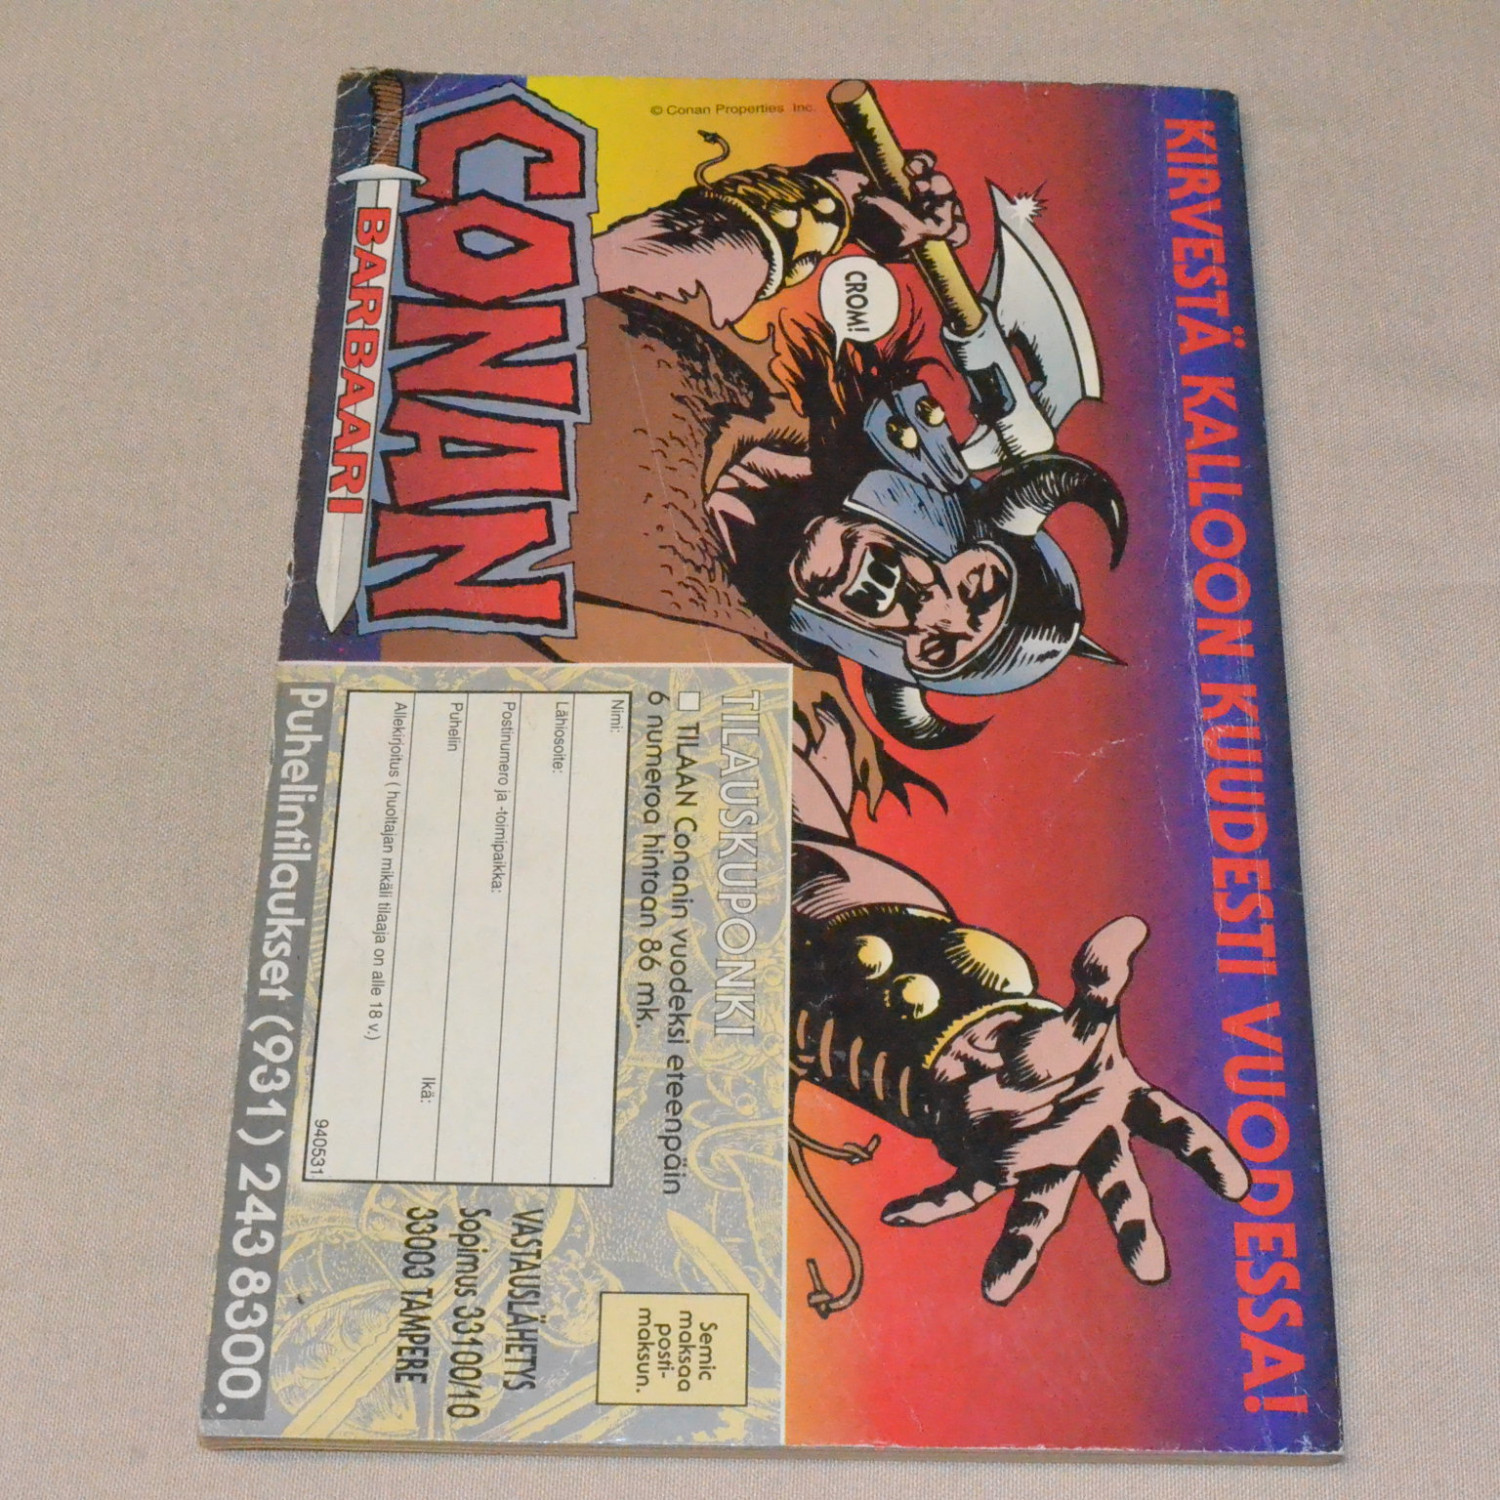 KIRVESTÄ KALLOON KUUDESTI VUODESSA!
© Conan Properties Inc.
CROM!
CONAN
BARBAARI
TILAUSKUPONKI
TILAAN Conanin vuodeksi eteenpäin
6 numeroa hintaan 86 mk.
Nimi:
Lähiosoite:
Postinumero ja -toimipaikka:
Puhelin
Ikä:
Allekirjoitus ( huoltajan mikäli tilaaja on alle 18 v.)
940531
Semic
maksaa
posti-
maksun.
VASTAUSLÄHETYS
Sopimus 33100/10
33003 TAMPERE
Puhelintilaukset (931) 243 8300.